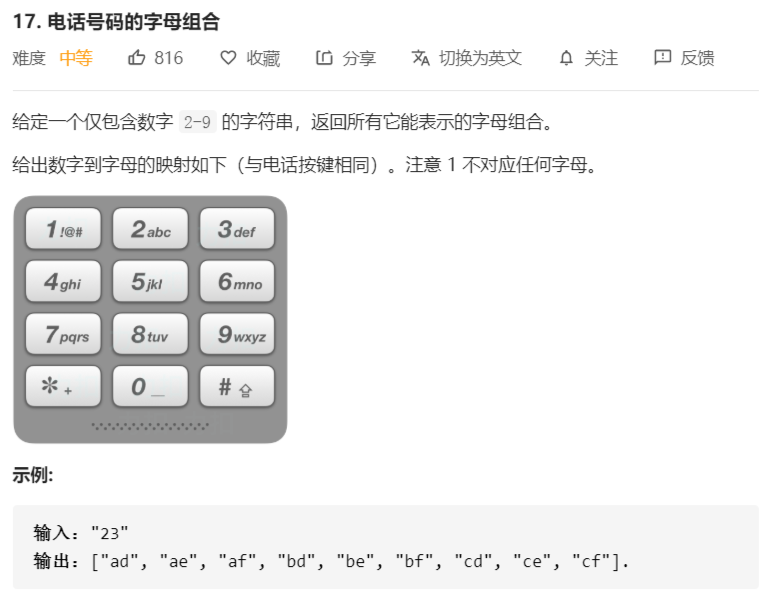 17. 电话号码的字母组合
难度 中等 816 收藏 分享 切换为英文 关注 反馈
给定一个仅包含数字 2-9 的字符串，返回所有它能表示的字母组合。
给出数字到字母的映射如下（与电话按键相同）。注意 1 不对应任何字母。
1 !@# 2 abc 3 def
4 ghi 5 jkl 6 mno
7 pqrs 8 tuv 9 wxyz
* + 0 _ #
示例:
输入："23"
输出：["ad", "ae", "af", "bd", "be", "bf", "cd", "ce", "cf"].